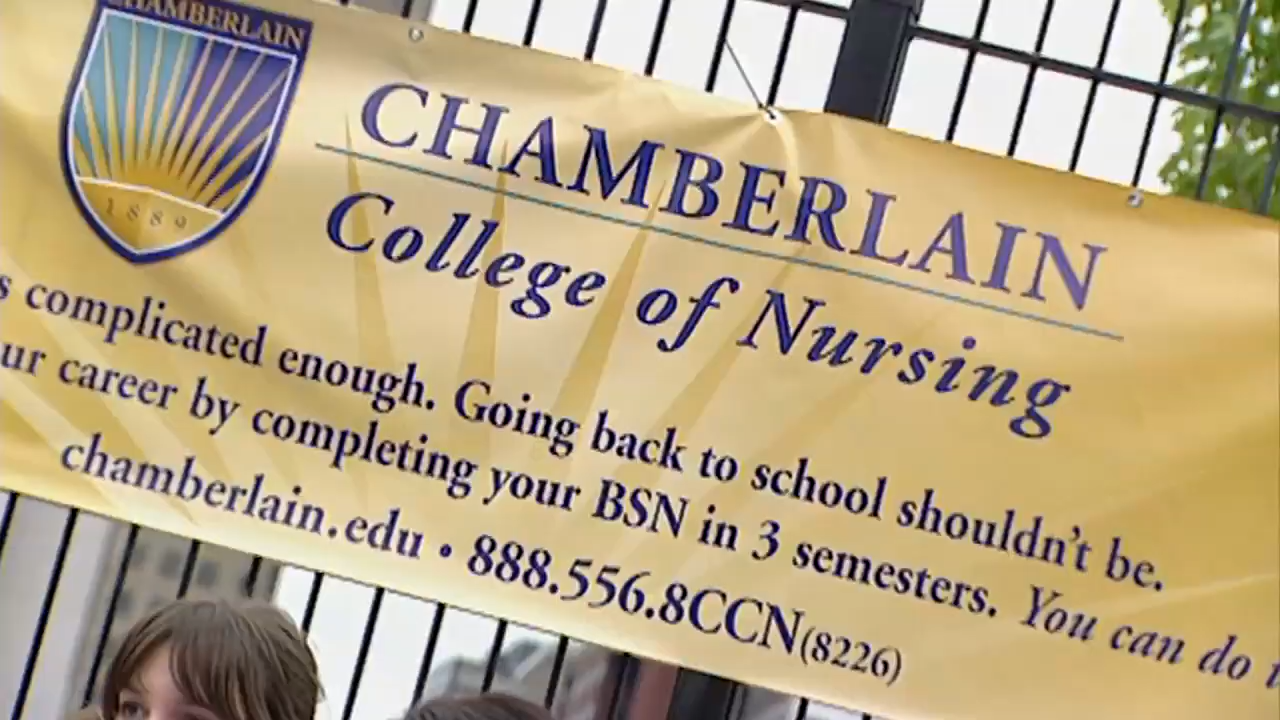 CHAMBERLAIN
1889
CHAMBERLAIN
College of Nursing
complicated enough. Going back to school shouldn't be.
career by completing your BSN in 3 semesters. You can do
chamberlain.edu • 888.556.8CCN(8226)